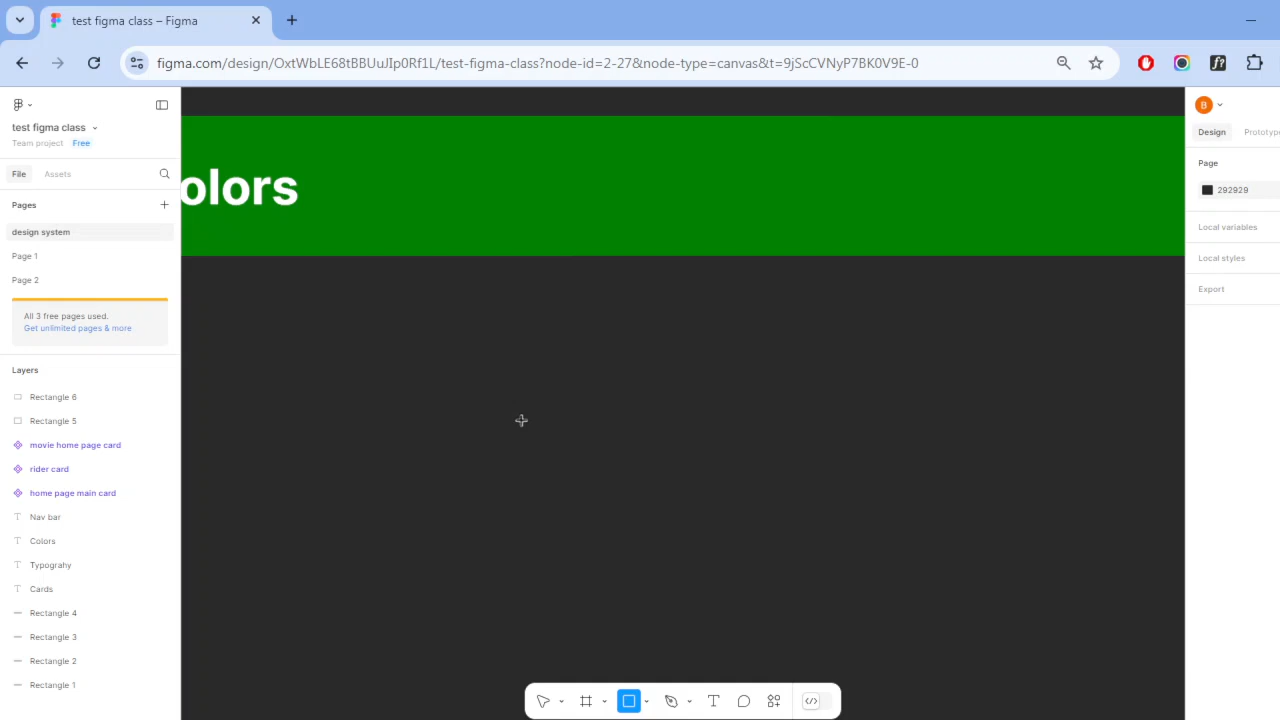 test figma class – Figma
figma.com/design/OxtWbLE68tBBUuJIp0Rf1L/test-figma-class?node-id=2-27&node-type=canvas&t=9jScCVNyP7BK0V9E-0
f?
test figma class
Team project Free
File Assets
Pages
design system
Page 1
Page 2
All 3 free pages used.
Get unlimited pages & more
Layers
Rectangle 6
Rectangle 5
movie home page card
rider card
home page main card
Nav bar
Colors
Typograhy
Cards
Rectangle 4
Rectangle 3
Rectangle 2
Rectangle 1
olors
B
Design Prototype
Page
292929
Local variables
Local styles
Export